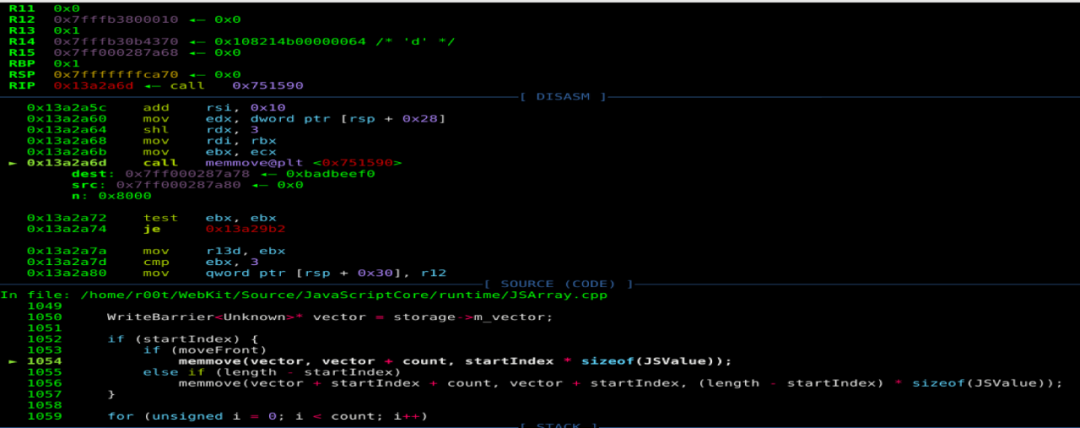 R11 0x0
R12 0x7fffb3800010 ◂— 0x0
R13 0x1
R14 0x7fffb30b4370 ◂— 0x108214b00000064 /* 'd' */
R15 0x7ff000287a68 ◂— 0x0
RBP 0x1
RSP 0x7fffffffca70 ◂— 0x0
RIP 0x13a2a6d ◂— call 0x751590
[ DISASM ]
0x13a2a5c add rsi, 0x10
0x13a2a60 mov edx, dword ptr [rsp + 0x28]
0x13a2a64 shl rdx, 3
0x13a2a68 mov rdi, rbx
0x13a2a6b mov ebx, ecx
► 0x13a2a6d call memmove@plt <0x751590>
dest: 0x7ff000287a78 ◂— 0xbadbeef0
src: 0x7ff000287a80 ◂— 0x0
n: 0x8000
0x13a2a72 test ebx, ebx
0x13a2a74 je 0x13a29b2
0x13a2a7a mov r13d, ebx
0x13a2a7d cmp ebx, 3
0x13a2a80 mov qword ptr [rsp + 0x30], r12
[ SOURCE (CODE) ]
In file: /home/r00t/WebKit/Source/JavaScriptCore/runtime/JSArray.cpp
1049
1050 WriteBarrier<Unknown>* vector = storage->m_vector;
1051
1052 if (startIndex) {
1053 if (moveFront)
► 1054 memmove(vector, vector + count, startIndex * sizeof(JSValue));
1055 else if (length - startIndex)
1056 memmove(vector + startIndex + count, vector + startIndex, (length - startIndex) * sizeof(JSValue));
1057 }
1058
1059 for (unsigned i = 0; i < count; i++)
[ STACK ]